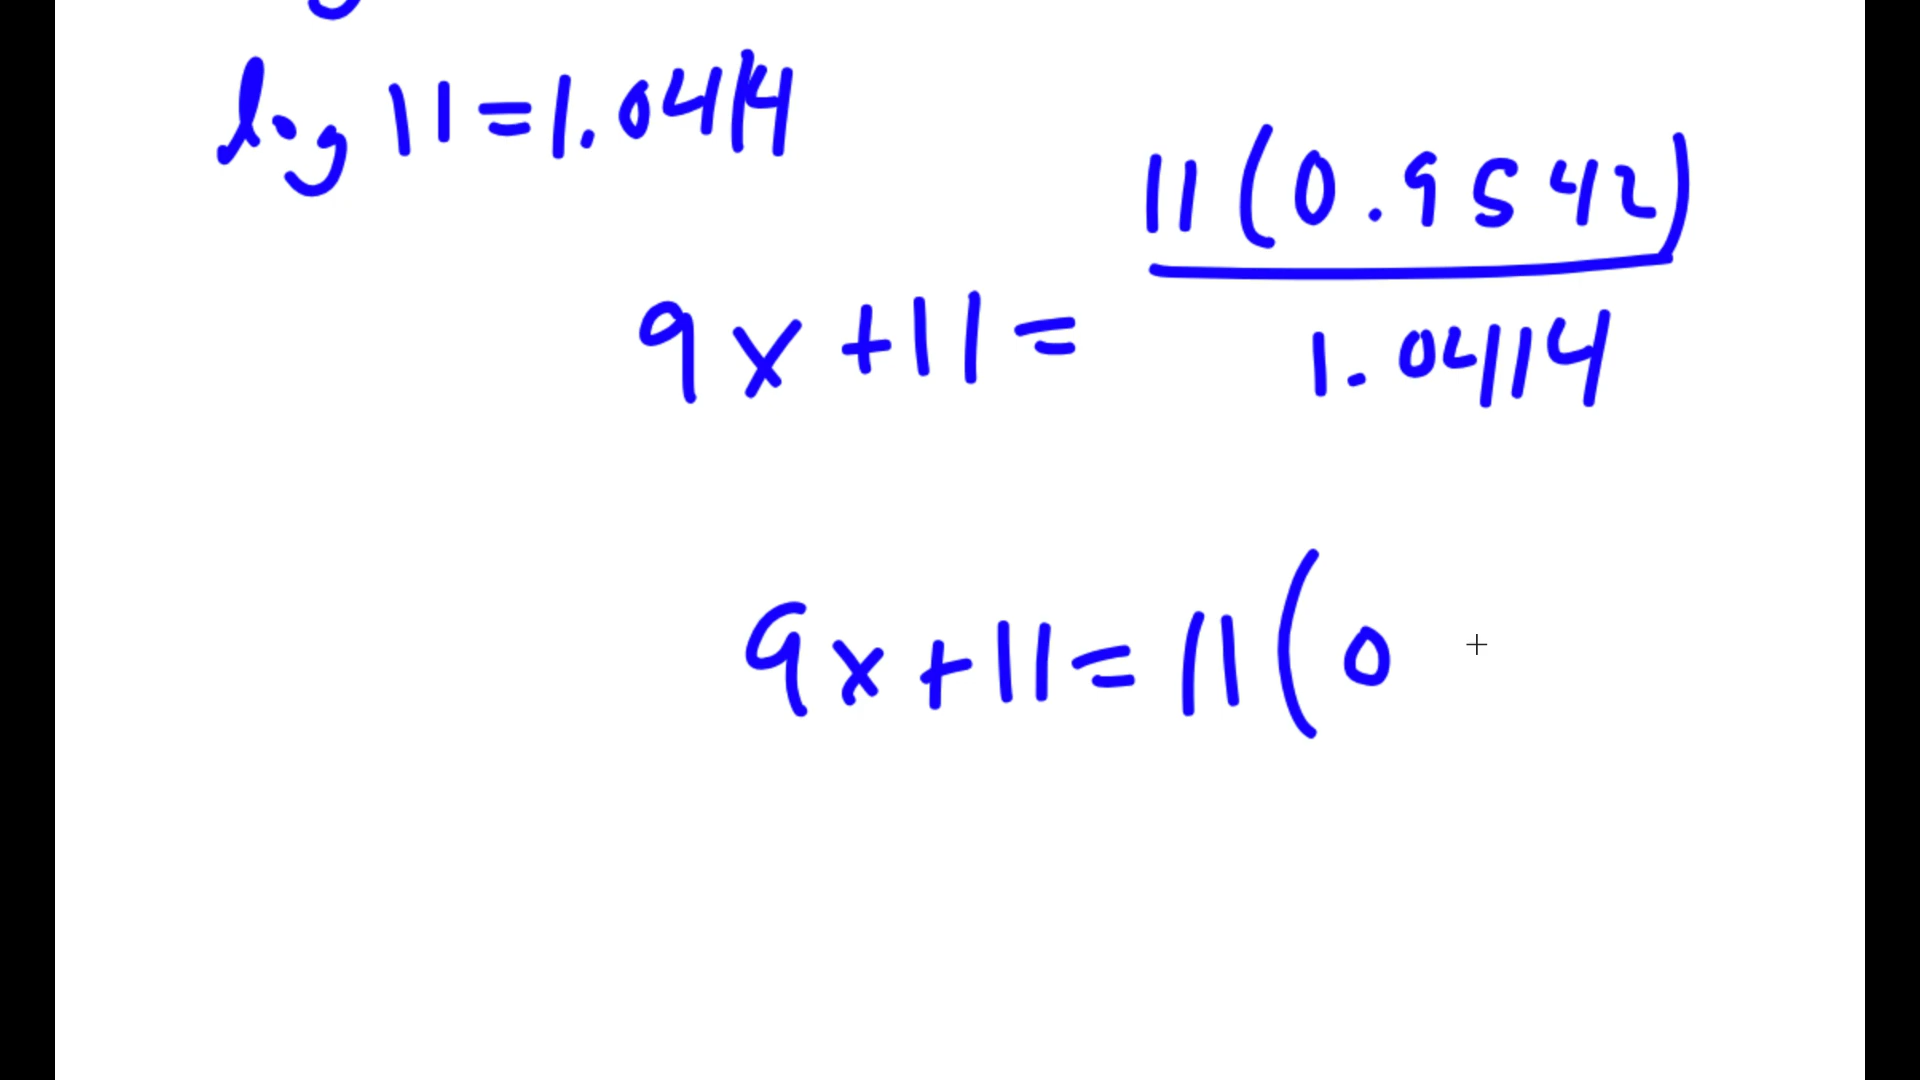 log 11 = 1.0414
11 (0.9542)
9x + 11 =
1.0414
9x + 11 = 11 ( 0